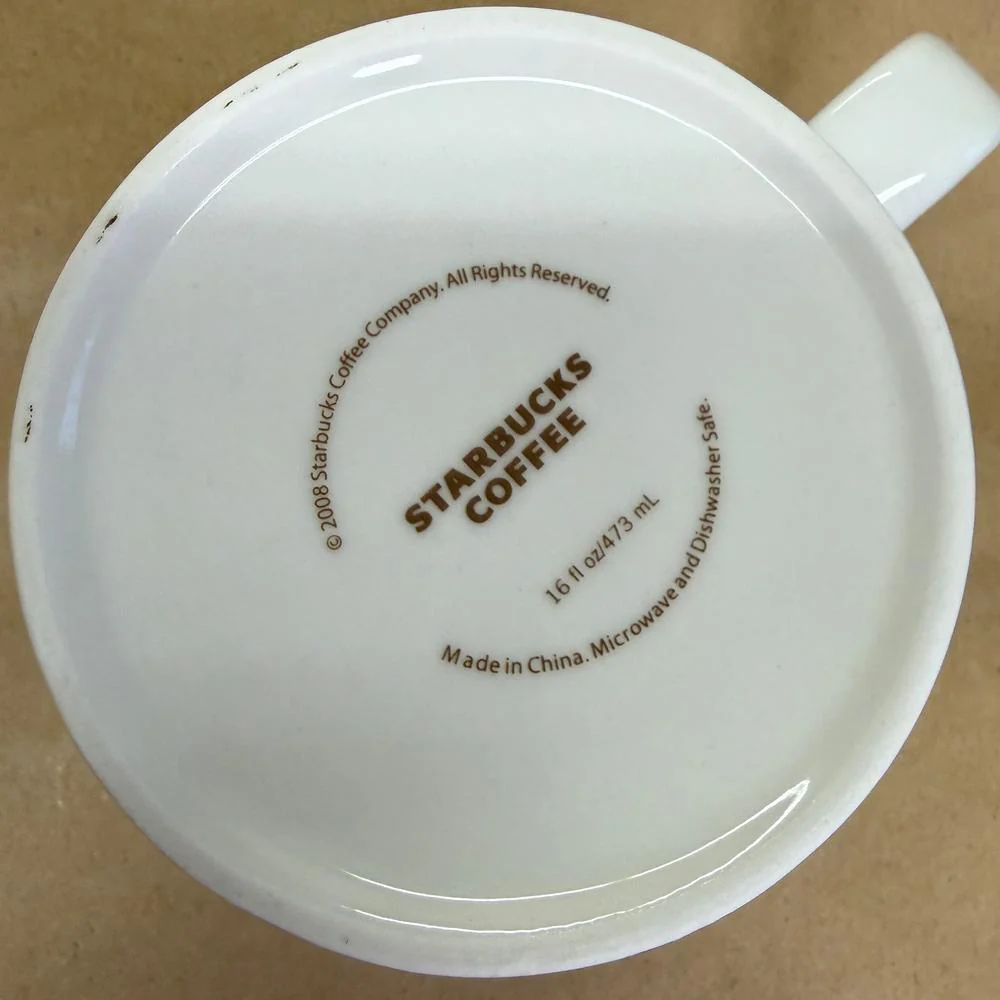 © 2008 Starbucks Coffee Company. All Rights Reserved.
STARBUCKS
COFFEE
16 fl oz/473 mL
Made in China. Microwave and Dishwasher Safe.